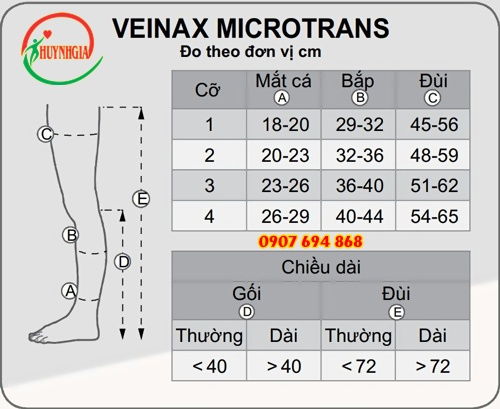 HUYNHGIA
VEINAX MICROTRANS
Đo theo đơn vị cm
Cỡ Mắt cá Bắp Đùi
A B C
1 18-20 29-32 45-56
2 20-23 32-36 48-59
3 23-26 36-40 51-62
4 26-29 40-44 54-65
0907 694 868
Chiều dài
Gối Đùi
D E
Thường Dài Thường Dài
<40 >40 <72 >72
C
E
B
D
A